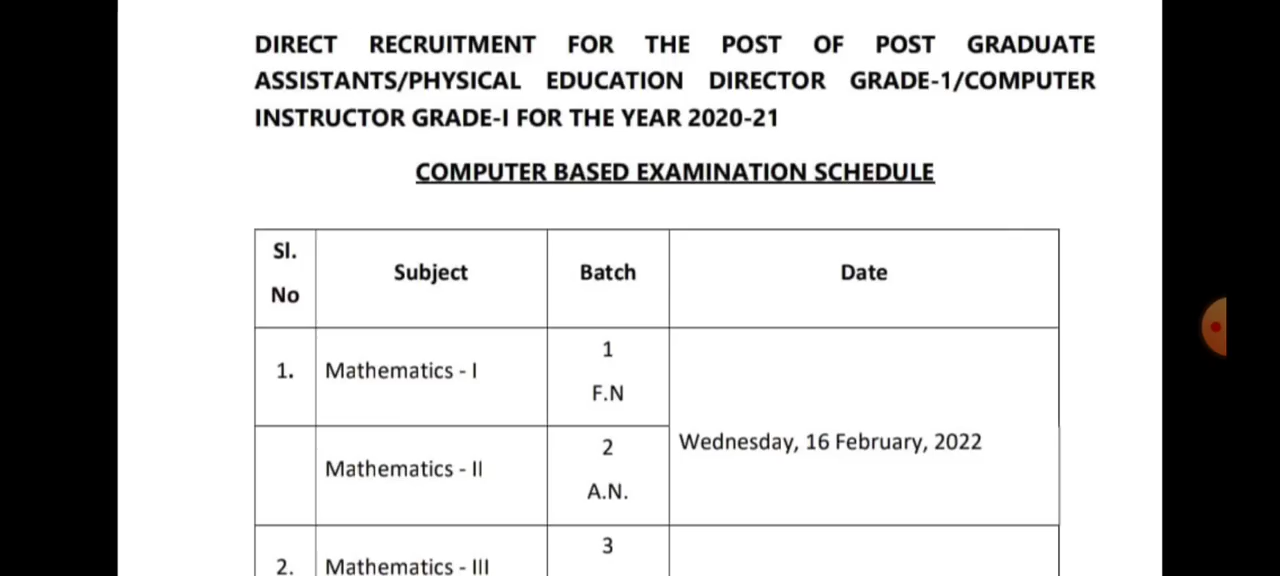 DIRECT RECRUITMENT FOR THE POST OF POST GRADUATE
ASSISTANTS/PHYSICAL EDUCATION DIRECTOR GRADE-1/COMPUTER
INSTRUCTOR GRADE-I FOR THE YEAR 2020-21
COMPUTER BASED EXAMINATION SCHEDULE
Sl.
No
Subject
Batch
Date
1.
Mathematics - I
1
F.N
Mathematics - II
2
A.N.
Wednesday, 16 February, 2022
2.
Mathematics - III
3